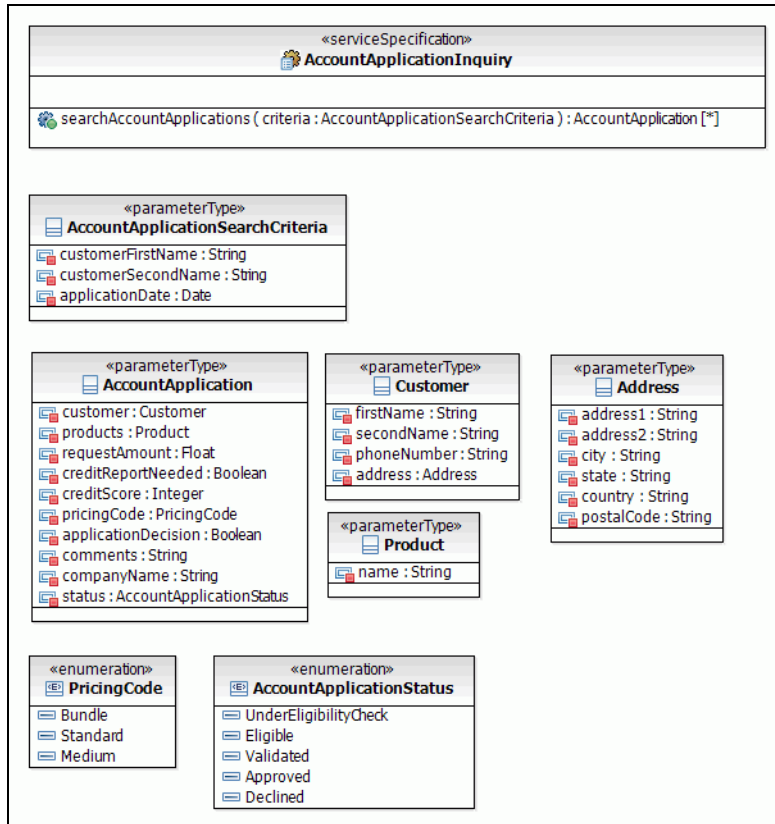 «serviceSpecification»
AccountApplicationInquiry
searchAccountApplications ( criteria : AccountApplicationSearchCriteria ) : AccountApplication [*]
«parameterType»
AccountApplicationSearchCriteria
customerFirstName : String
customerSecondName : String
applicationDate : Date
«parameterType»
AccountApplication
customer : Customer
products : Product
requestAmount : Float
creditReportNeeded : Boolean
creditScore : Integer
pricingCode : PricingCode
applicationDecision : Boolean
comments : String
companyName : String
status : AccountApplicationStatus
«parameterType»
Customer
firstName : String
secondName : String
phoneNumber : String
address : Address
«parameterType»
Address
address1 : String
address2 : String
city : String
state : String
country : String
postalCode : String
«parameterType»
Product
name : String
«enumeration»
PricingCode
Bundle
Standard
Medium
«enumeration»
AccountApplicationStatus
UnderEligibilityCheck
Eligible
Validated
Approved
Declined